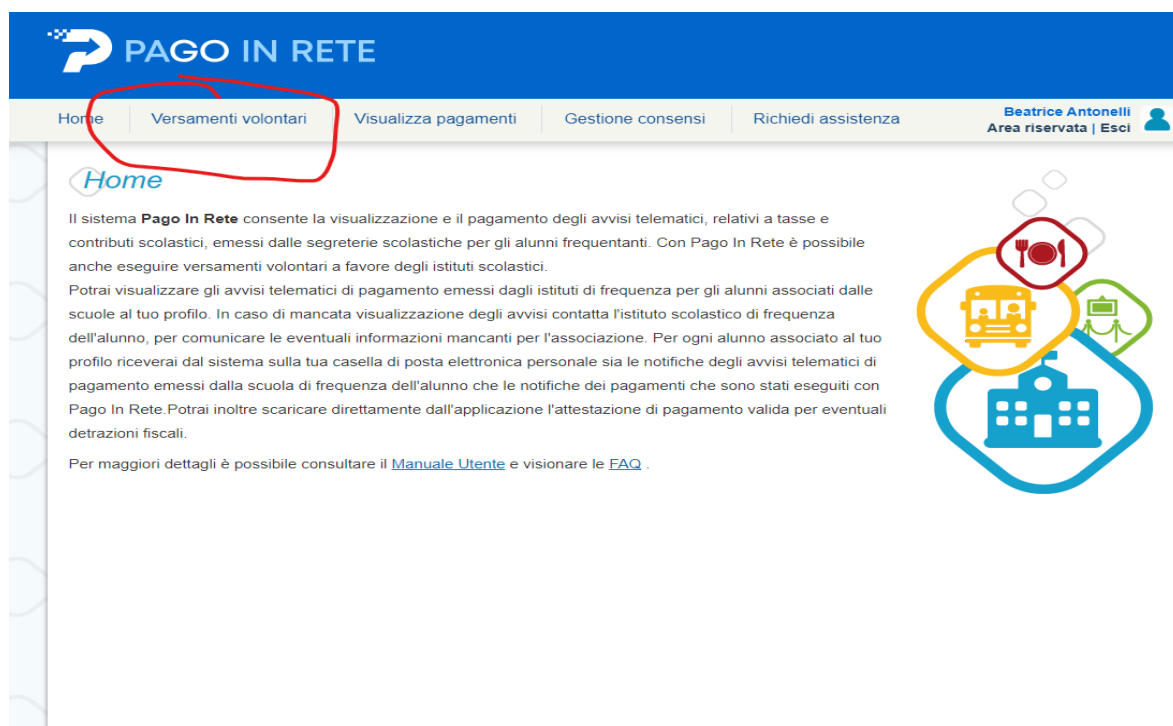 PAGO IN RETE
Home Versamenti volontari Visualizza pagamenti Gestione consensi Richiedi assistenza
Beatrice Antonelli
Area riservata | Esci
Home
Il sistema Pago In Rete consente la visualizzazione e il pagamento degli avvisi telematici, relativi a tasse e
contributi scolastici, emessi dalle segreterie scolastiche per gli alunni frequentanti. Con Pago In Rete è possibile
anche eseguire versamenti volontari a favore degli istituti scolastici.
Potrai visualizzare gli avvisi telematici di pagamento emessi dagli istituti di frequenza per gli alunni associati dalle
scuole al tuo profilo. In caso di mancata visualizzazione degli avvisi contatta l'istituto scolastico di frequenza
dell'alunno, per comunicare le eventuali informazioni mancanti per l'associazione. Per ogni alunno associato al tuo
profilo riceverai dal sistema sulla tua casella di posta elettronica personale sia le notifiche degli avvisi telematici di
pagamento emessi dalla scuola di frequenza dell'alunno che le notifiche dei pagamenti che sono stati eseguiti con
Pago In Rete.Potrai inoltre scaricare direttamente dall'applicazione l'attestazione di pagamento valida per eventuali
detrazioni fiscali.
Per maggiori dettagli è possibile consultare il Manuale Utente e visionare le FAQ .